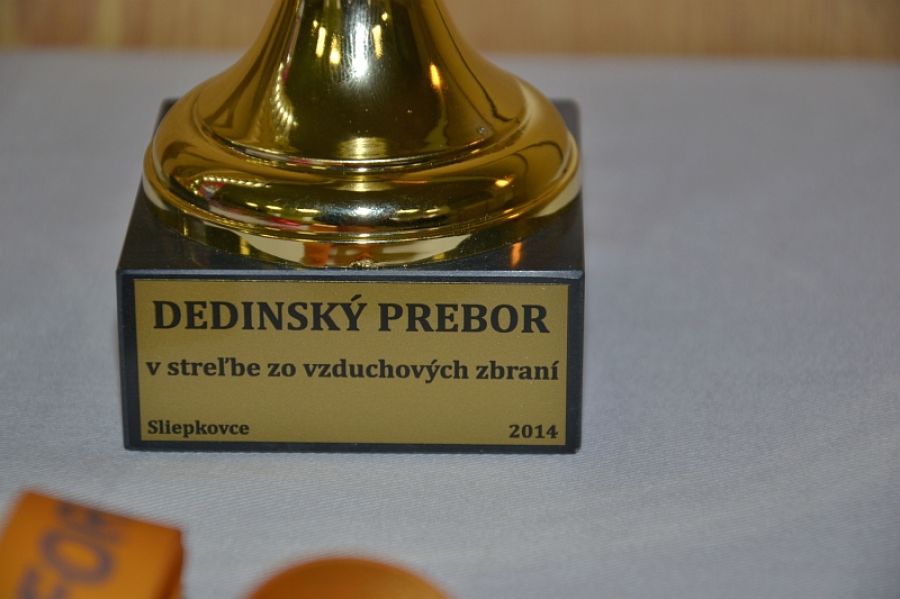 DEDINSKÝ PREBOR
v streľbe zo vzduchových zbraní
Sliepkovce 2014